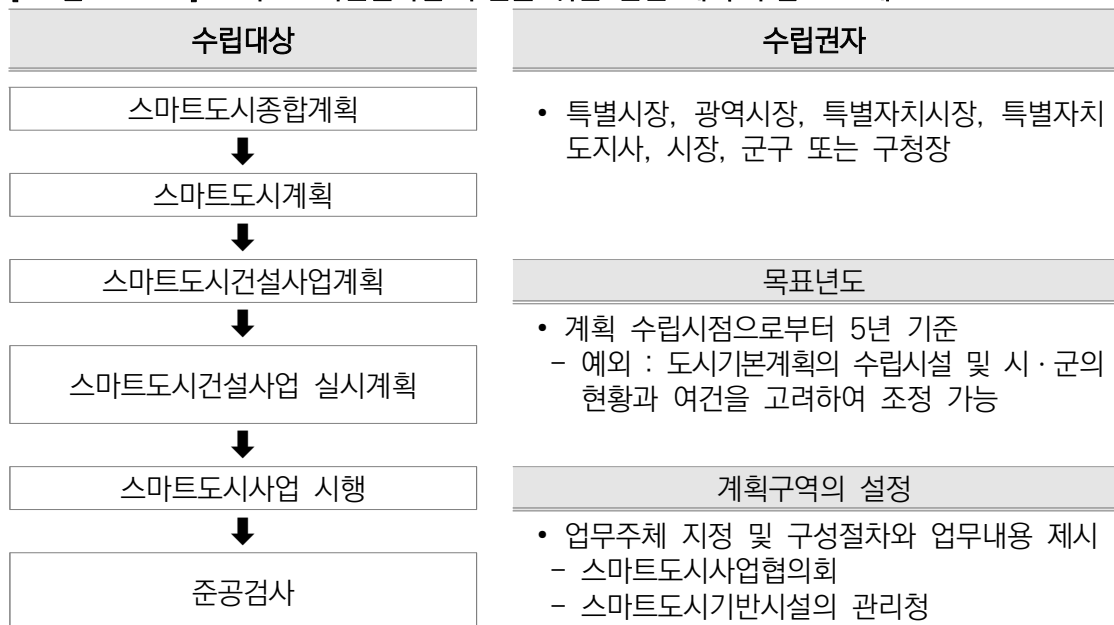 수립대상
스마트도시종합계획
스마트도시계획
스마트도시건설사업계획
스마트도시건설사업 실시계획
스마트도시사업 시행
준공검사
수립권자
• 특별시장, 광역시장, 특별자치시장, 특별자치
도지사, 시장, 군구 또는 구청장
목표년도
• 계획 수립시점으로부터 5년 기준
- 예외 : 도시기본계획의 수립시설 및 시·군의
현황과 여건을 고려하여 조정 가능
계획구역의 설정
• 업무주체 지정 및 구성절차와 업무내용 제시
- 스마트도시사업협의회
- 스마트도시기반시설의 관리청